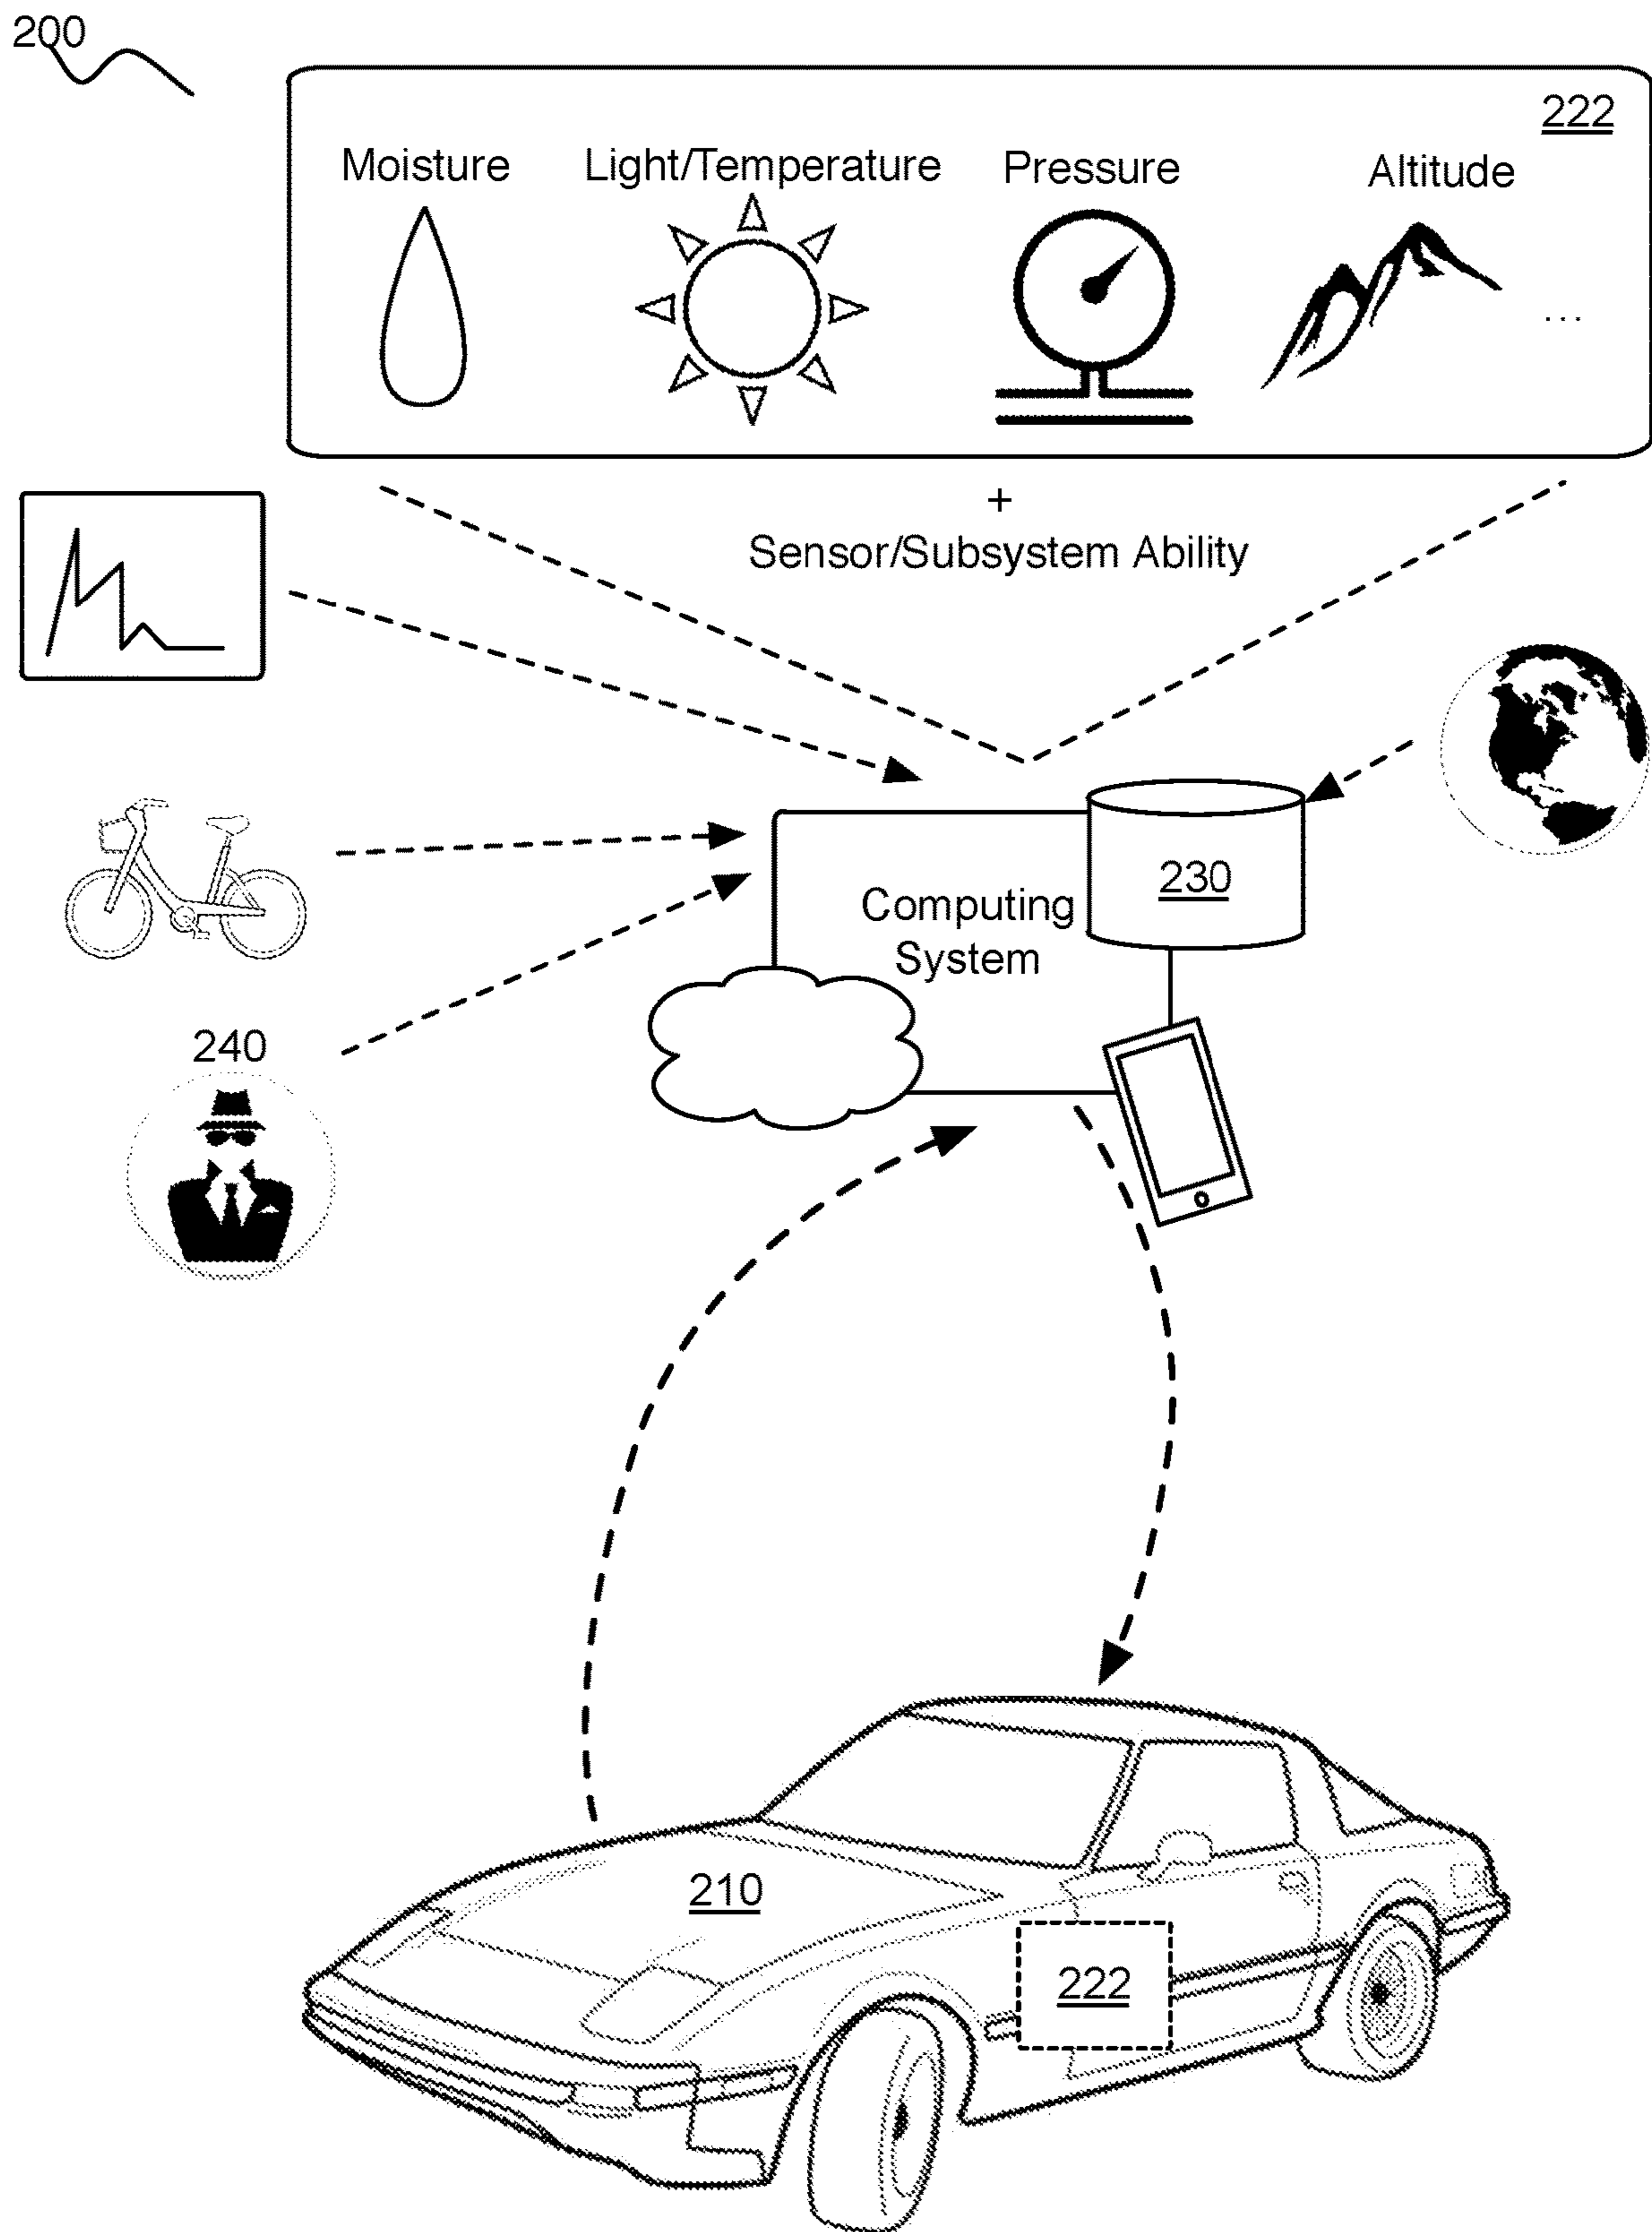 200
222
Moisture
Light/Temperature
Pressure
Altitude
...
+
Sensor/Subsystem Ability
230
Computing
System
240
210
222